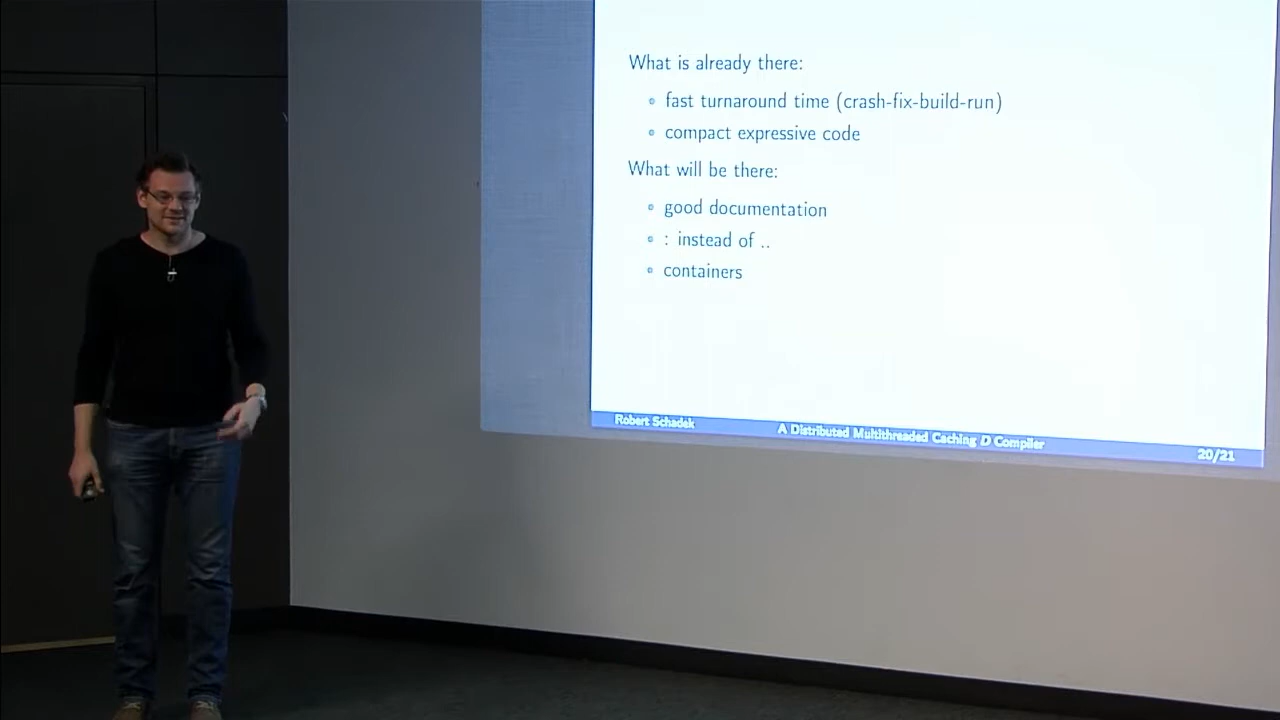 What is already there:
fast turnaround time (crash-fix-build-run)
compact expressive code
What will be there:
good documentation
: instead of ..
containers
Robert Schadek
A Distributed Multithreaded Caching D Compiler
20/21